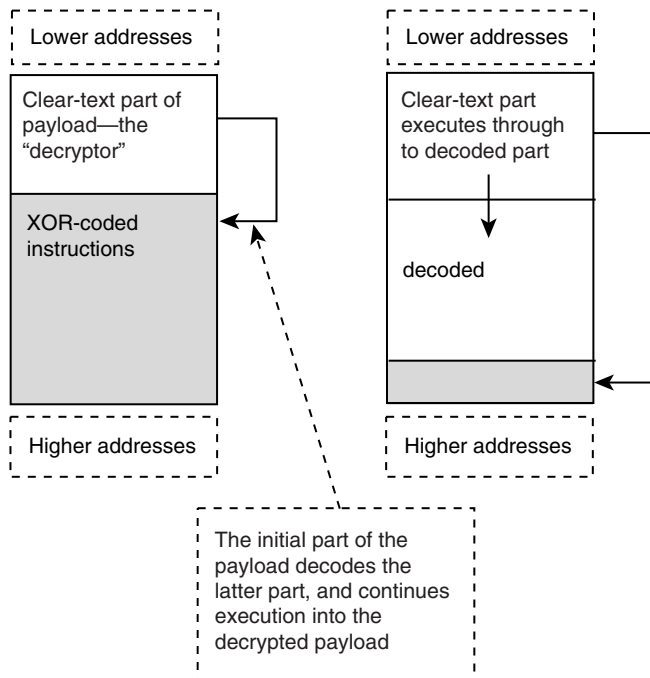 Lower addresses
Clear-text part of
payload—the
“decryptor”
XOR-coded
instructions
Higher addresses
Lower addresses
Clear-text part
executes through
to decoded part
decoded
Higher addresses
The initial part of the
payload decodes the
latter part, and continues
execution into the
decrypted payload